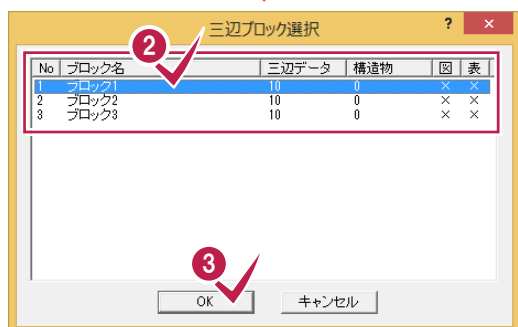 三辺ブロック選択 ? ×
2
No ブロック名 三辺データ 構造物 図 表
1 ブロック1 10 0 × ×
2 ブロック2 10 0 × ×
3 ブロック3 10 0 × ×
3
OK キャンセル